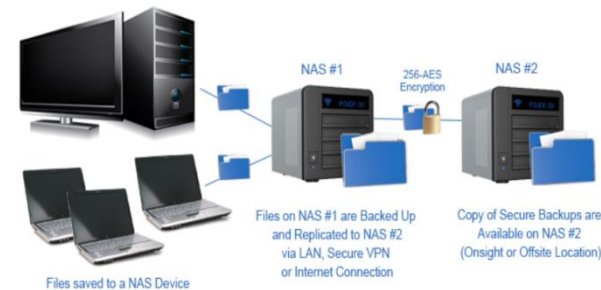 NAS #1
256-AES
Encryption
NAS #2
POWER ON
POWER ON
Files on NAS #1 are Backed Up
and Replicated to NAS #2
via LAN, Secure VPN
or Internet Connection
Copy of Secure Backups are
Available on NAS #2
(Onsight or Offsite Location)
Files saved to a NAS Device